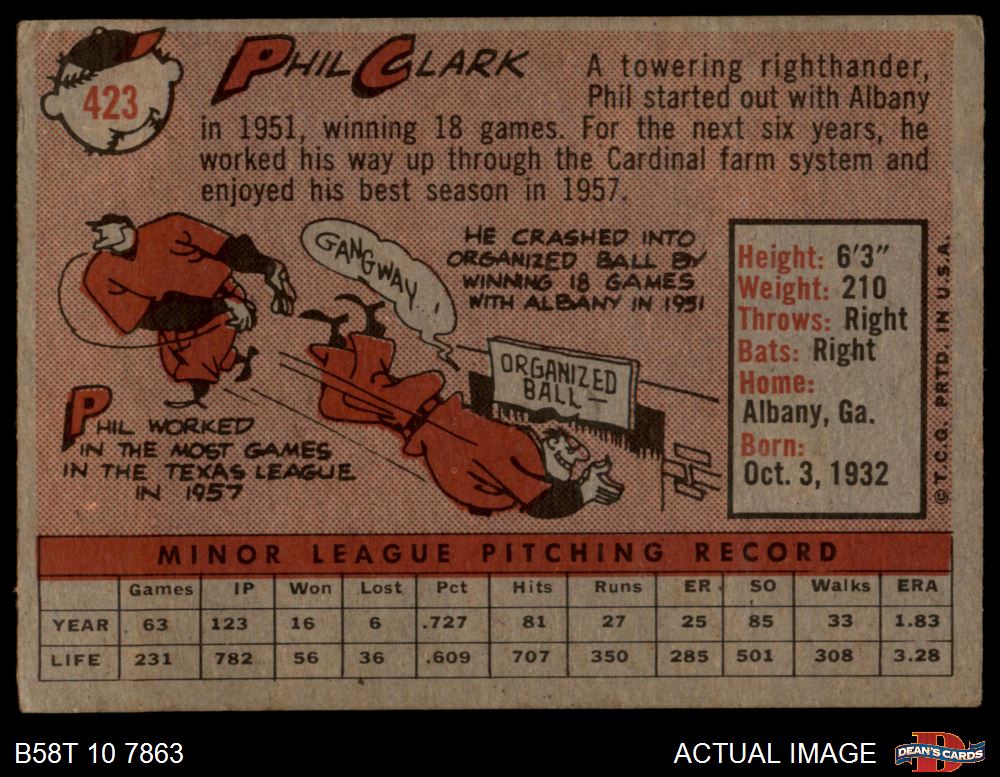 423
PHIL CLARK
A towering righthander,
Phil started out with Albany
in 1951, winning 18 games. For the next six years, he
worked his way up through the Cardinal farm system and
enjoyed his best season in 1957.
GANGWAY..!
HE CRASHED INTO
ORGANIZED BALL BY
WINNING 18 GAMES
WITH ALBANY IN 1951
ORGANIZED
BALL
PHIL WORKED
IN THE MOST GAMES
IN THE TEXAS LEAGUE
IN 1957
Height: 6'3"
Weight: 210
Throws: Right
Bats: Right
Home:
Albany, Ga.
Born:
Oct. 3, 1932
© T.C.G. PRTD. IN U.S.A.
MINOR LEAGUE PITCHING RECORD
Games IP Won Lost Pct Hits Runs ER SO Walks ERA
YEAR 63 123 16 6 .727 81 27 25 85 33 1.83
LIFE 231 782 56 36 .609 707 350 285 501 308 3.28
B58T 10 7863
ACTUAL IMAGE
D
DEAN'S CARDS